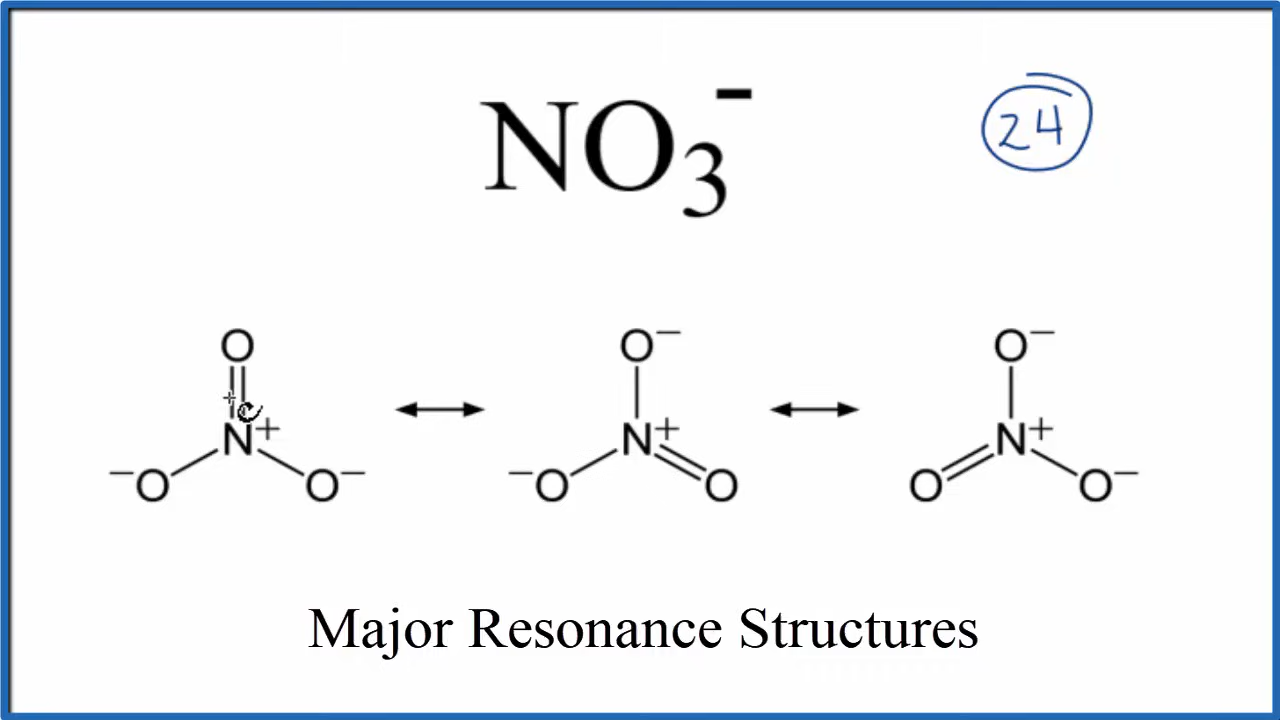 NO₃⁻
24
O O⁻ O⁻
N⁺ N⁺ N⁺
⁻O O⁻ ⁻O O O O⁻
Major Resonance Structures